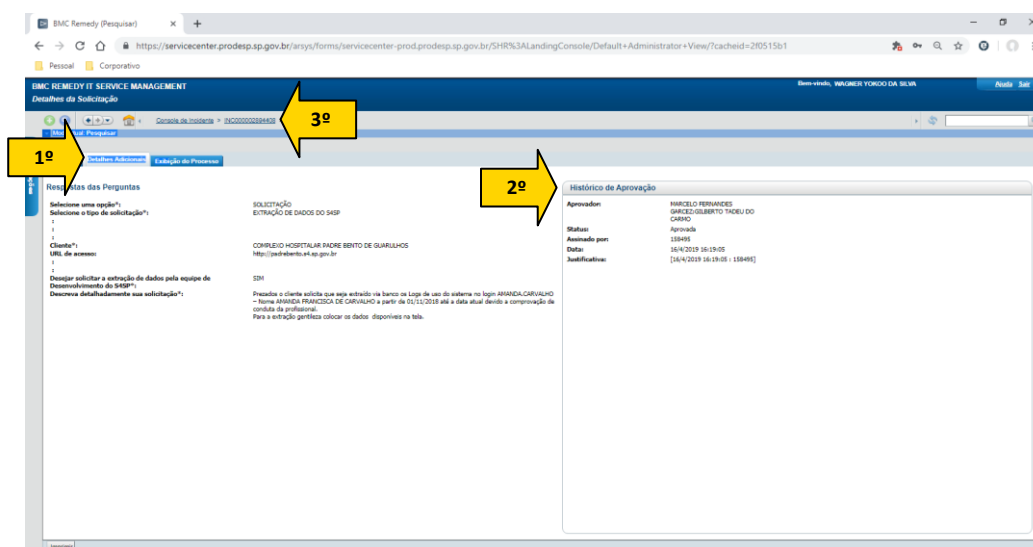 BMC Remedy (Pesquisar)
https://servicecenter.prodesp.sp.gov.br/arsys/forms/servicecenter-prod.prodesp.sp.gov.br/SHR%3ALandingConsole/Default+Administrator+View/?cacheid=2f0515b1
Pessoal Corporativo
BMC REMEDY IT SERVICE MANAGEMENT
Bem-vindo, WAGNER YOKOO DA SILVA
Ajuda Sair
Detalhes da Solicitação
Console de Incidente > INC000002894408
3º
Pesquisar
1º
Detalhes Adicionais Exibição do Processo
2º
Respostas das Perguntas
Selecione uma opção*: SOLICITAÇÃO
Selecione o tipo de solicitação*: EXTRAÇÃO DE DADOS DO S4SP
:
:
:
Cliente*: COMPLEXO HOSPITALAR PADRE BENTO DE GUARULHOS
URL de acesso: http://padrebento.s4.sp.gov.br
:
:
Desejar solicitar a extração de dados pela equipe de SIM
Desenvolvimento do S4SP*:
Descreva detalhadamente sua solicitação*: Prezados o cliente solicita que seja extraído via banco os Logs de uso do sistema no login AMANDA.CARVALHO
– Nome AMANDA FRANCISCA DE CARVALHO a partir de 01/11/2018 até a data atual devido a comprovação de
conduta da profissional.
Para a extração gentileza colocar os dados disponíveis na tela.
Histórico de Aprovação
Aprovador: MARCELO FERNANDES
GARCEZ;GILBERTO TADEU DO
CARMO
Status: Aprovada
Assinado por: 158495
Data: 16/4/2019 16:19:05
Justificativa: [16/4/2019 16:19:05 : 158495]